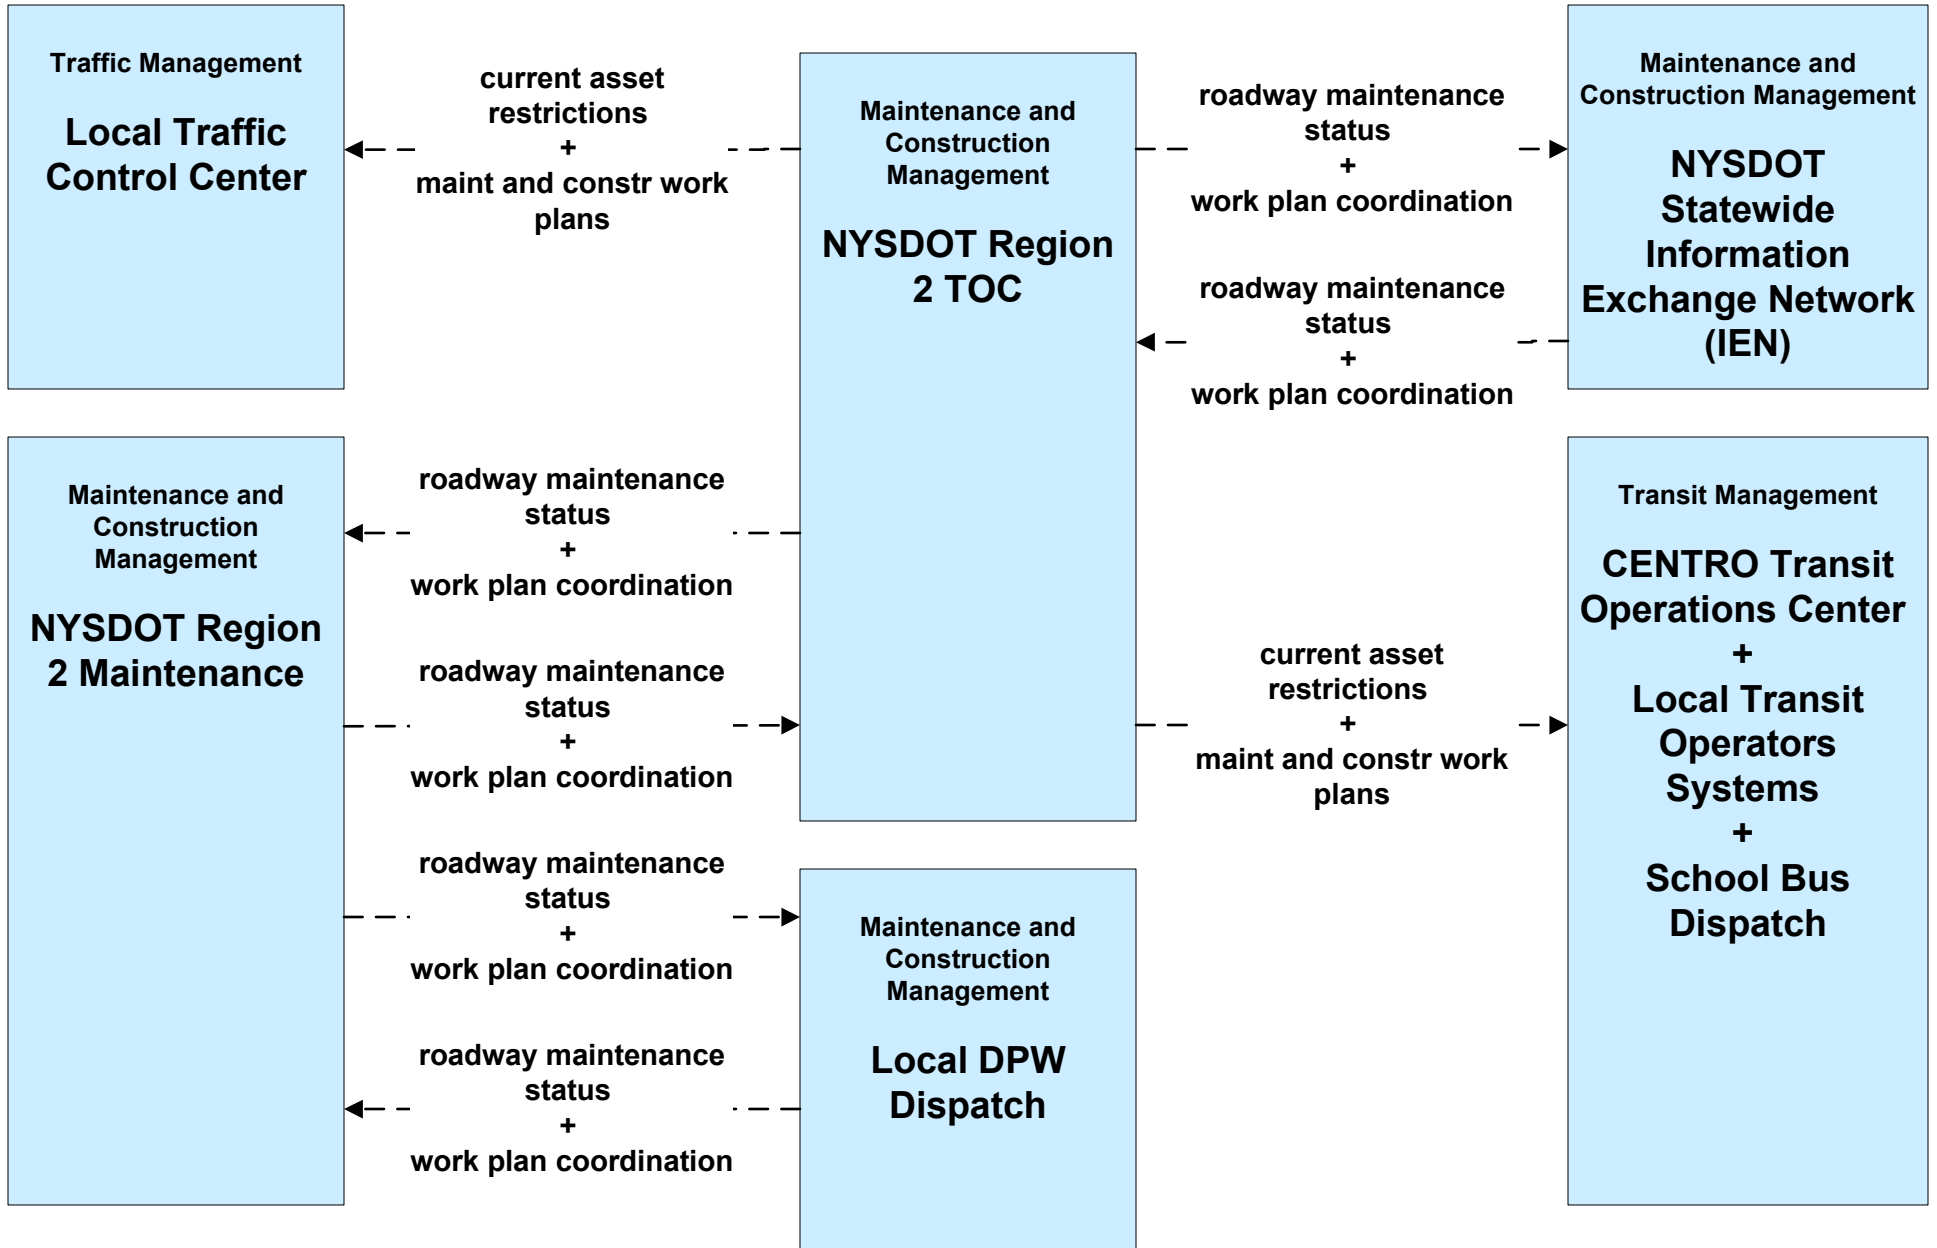 Traffic Management
Local Traffic
Control Center
current asset
restrictions
+
maint and constr work
plans
Maintenance and
Construction
Management
NYSDOT Region
2 TOC
roadway maintenance
status
+
work plan coordination
Maintenance and
Construction Management
NYSDOT
Statewide
Information
Exchange Network
(IEN)
roadway maintenance
status
+
work plan coordination
Maintenance and
Construction
Management
NYSDOT Region
2 Maintenance
roadway maintenance
status
+
work plan coordination
roadway maintenance
status
+
work plan coordination
current asset
restrictions
+
maint and constr work
plans
Transit Management
CENTRO Transit
Operations Center
+
Local Transit
Operators
Systems
+
School Bus
Dispatch
roadway maintenance
status
+
work plan coordination
Maintenance and
Construction
Management
Local DPW
Dispatch
roadway maintenance
status
+
work plan coordination